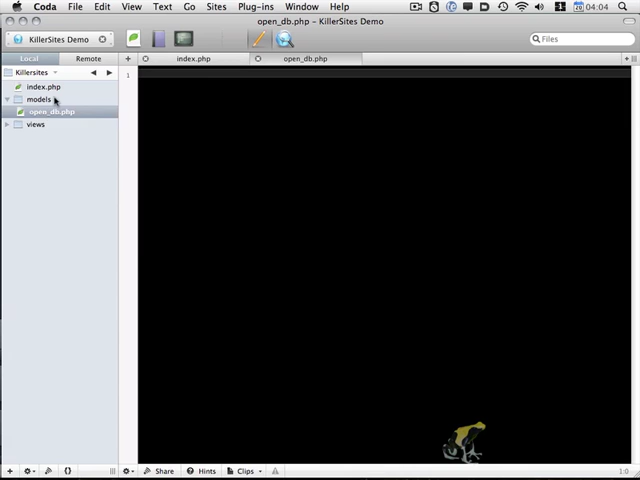 Coda File Edit View Text Go Sites Plug-ins Window Help 04:04
open_db.php – KillerSites Demo
KillerSites Demo Files
Local Remote index.php open_db.php
Killersites
1
index.php
models
open_db.php
views
Share Hints Clips 1:0